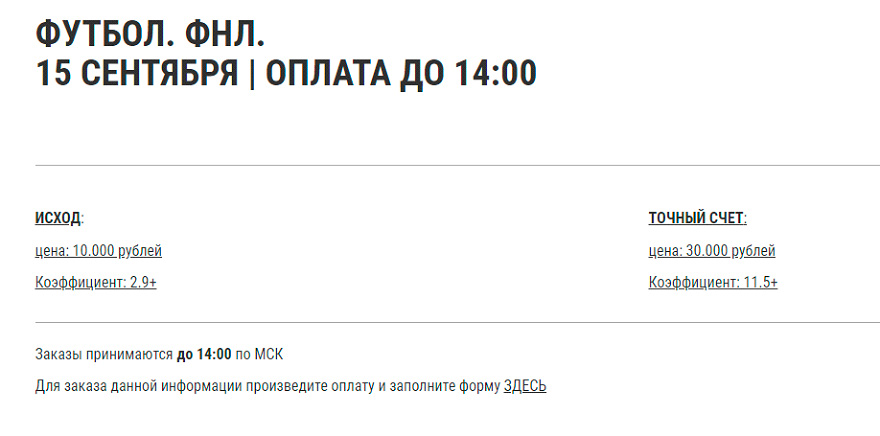 ФУТБОЛ. ФНЛ.
15 СЕНТЯБРЯ | ОПЛАТА ДО 14:00
ИСХОД:
цена: 10.000 рублей
Коэффициент: 2.9+
ТОЧНЫЙ СЧЕТ:
цена: 30.000 рублей
Коэффициент: 11.5+
Заказы принимаются до 14:00 по МСК
Для заказа данной информации произведите оплату и заполните форму ЗДЕСЬ